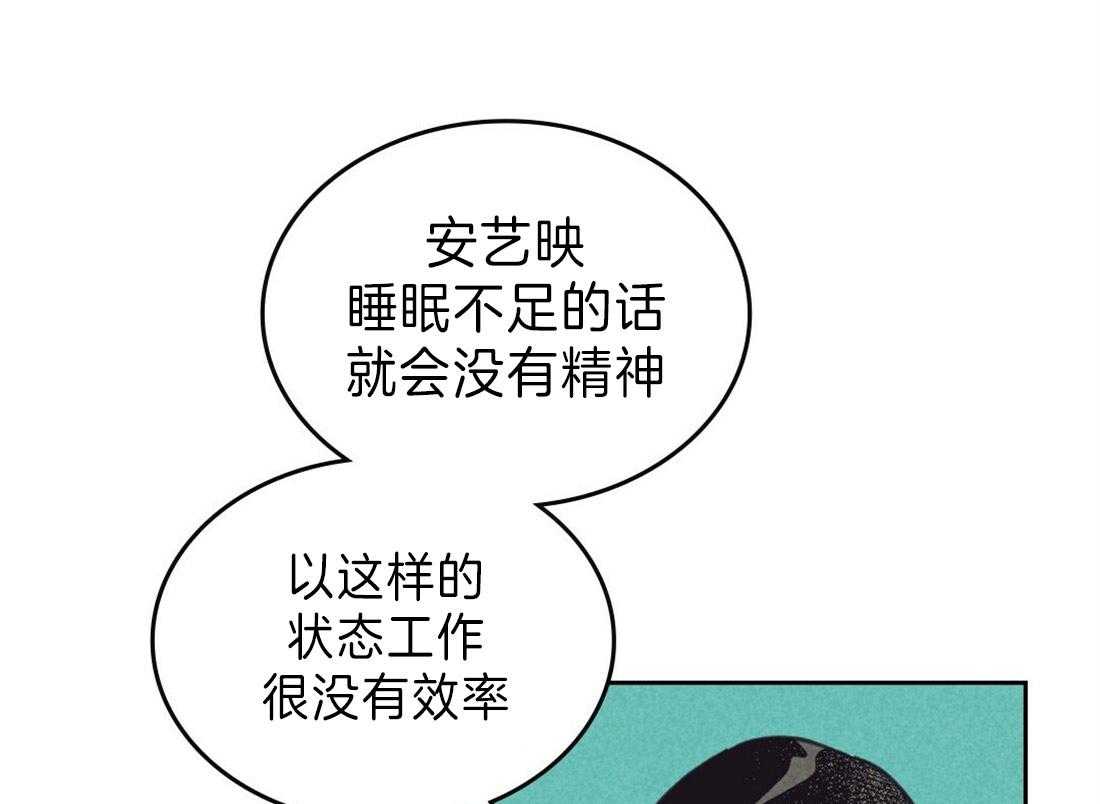 安艺映
睡眠不足的话
就会没有精神
以这样的
状态工作
很没有效率